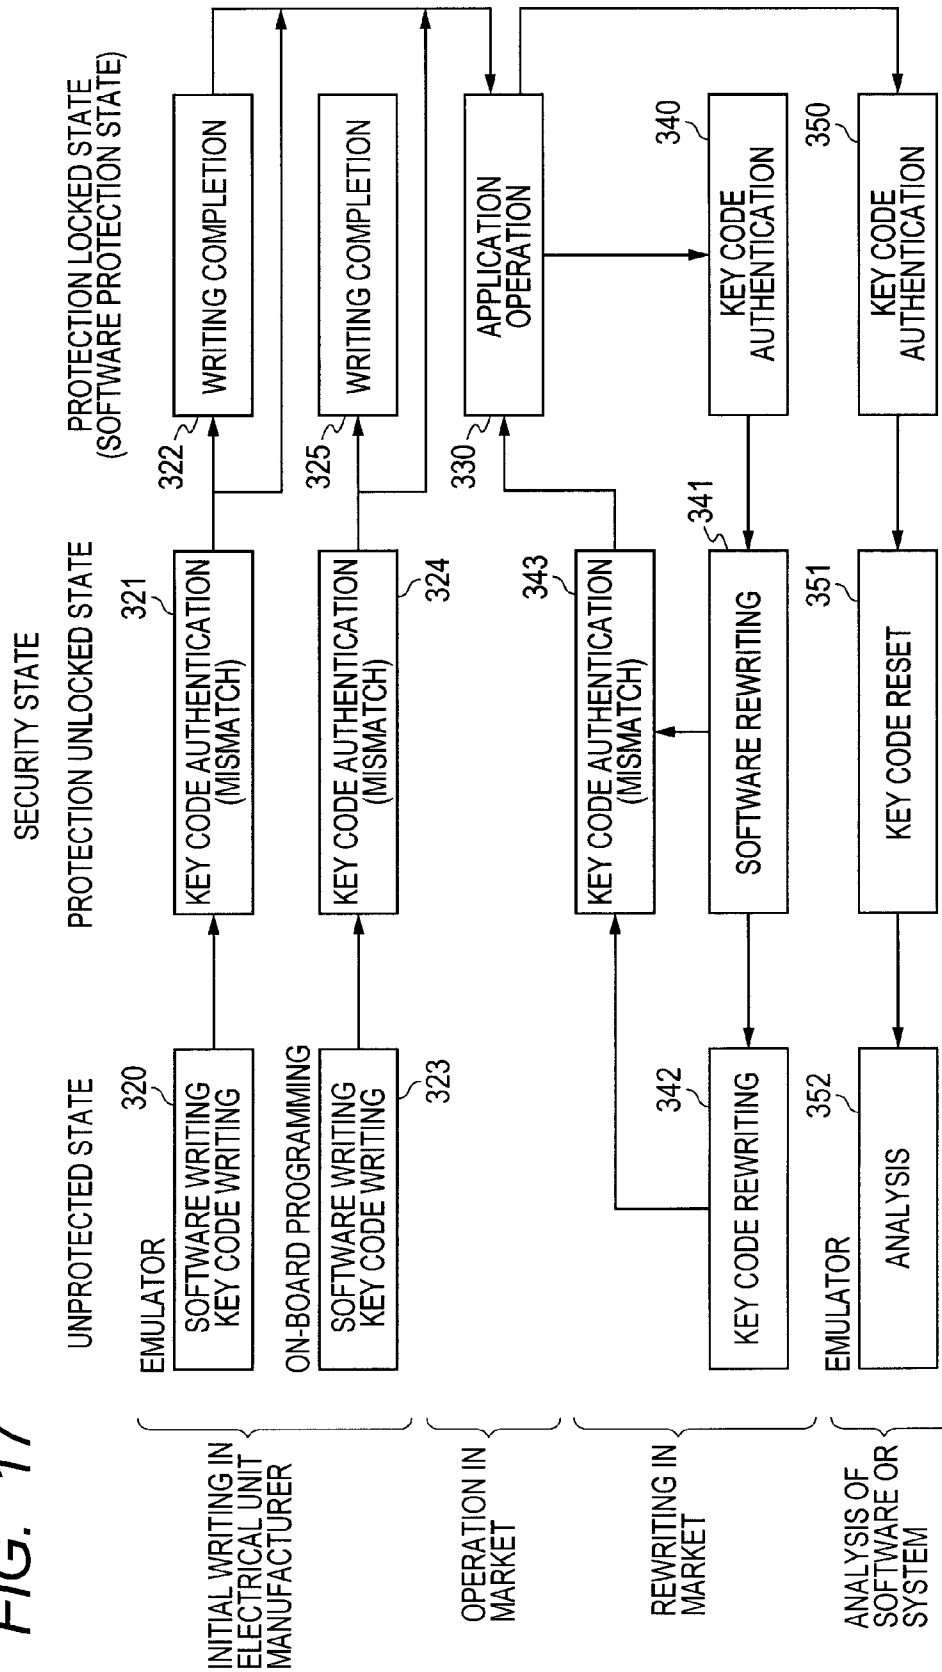 FIG. 17
SECURITY STATE
UNPROTECTED STATE
PROTECTION UNLOCKED STATE
PROTECTION LOCKED STATE
(SOFTWARE PROTECTION STATE)
INITIAL WRITING IN
ELECTRICAL UNIT
MANUFACTURER
EMULATOR
320
SOFTWARE WRITING
KEY CODE WRITING
321
KEY CODE AUTHENTICATION
(MISMATCH)
322
WRITING COMPLETION
ON-BOARD PROGRAMMING
SOFTWARE WRITING
KEY CODE WRITING
323
KEY CODE AUTHENTICATION
(MISMATCH)
324
325
WRITING COMPLETION
OPERATION IN
MARKET
330
APPLICATION
OPERATION
REWRITING IN
MARKET
343
KEY CODE AUTHENTICATION
(MISMATCH)
342
KEY CODE REWRITING
341
SOFTWARE REWRITING
340
KEY CODE
AUTHENTICATION
ANALYSIS OF
SOFTWARE OR
SYSTEM
EMULATOR
352
ANALYSIS
351
KEY CODE RESET
350
KEY CODE
AUTHENTICATION